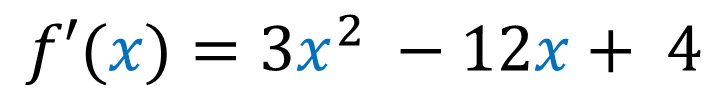 f′(x) = 3x² − 12x + 4